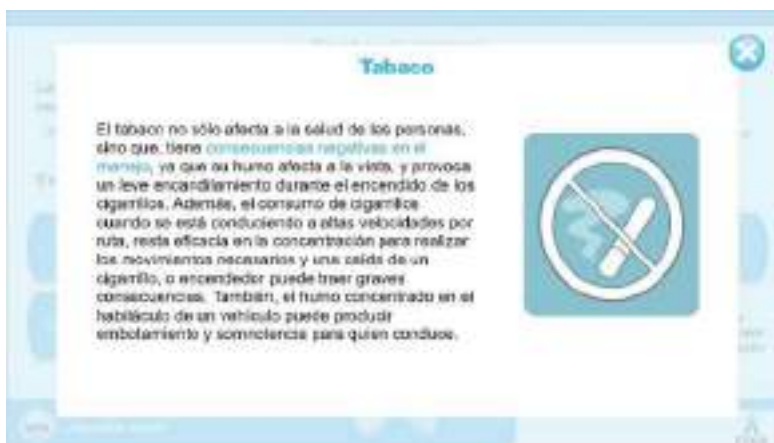 Tabaco
El tabaco no sólo afecta a la salud de las personas,
sino que, tiene consecuencias negativas en el
manejo, ya que su humo afecta a la vista, y provoca
un leve encandilamiento durante el encendido de los
cigarrillos. Además, el consumo de cigarrillos
cuando se está conduciendo a altas velocidades por
ruta, resta eficacia en la concentración para realizar
los movimientos necesarios y una caída de un
cigarrillo, o encendedor puede traer graves
consecuencias. También, el humo concentrado en el
habitáculo de un vehículo puede producir
embotamiento y somnolencia para quien conduce.